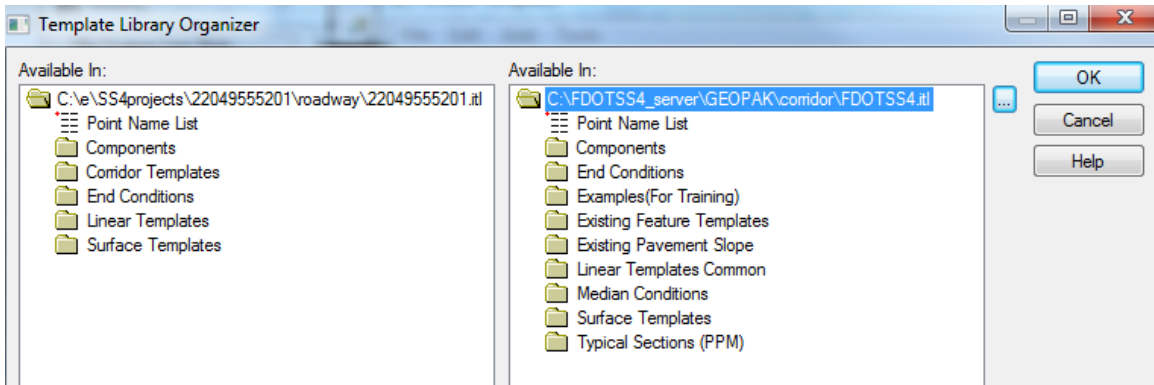 Template Library Organizer
Available In:
C:\e\SS4projects\22049555201\roadway\22049555201.itl
Point Name List
Components
Corridor Templates
End Conditions
Linear Templates
Surface Templates
Available In:
C:\FDOTSS4_server\GEOPAK\corridor\FDOTSS4.itl
Point Name List
Components
End Conditions
Examples(For Training)
Existing Feature Templates
Existing Pavement Slope
Linear Templates Common
Median Conditions
Surface Templates
Typical Sections (PPM)
...
OK
Cancel
Help